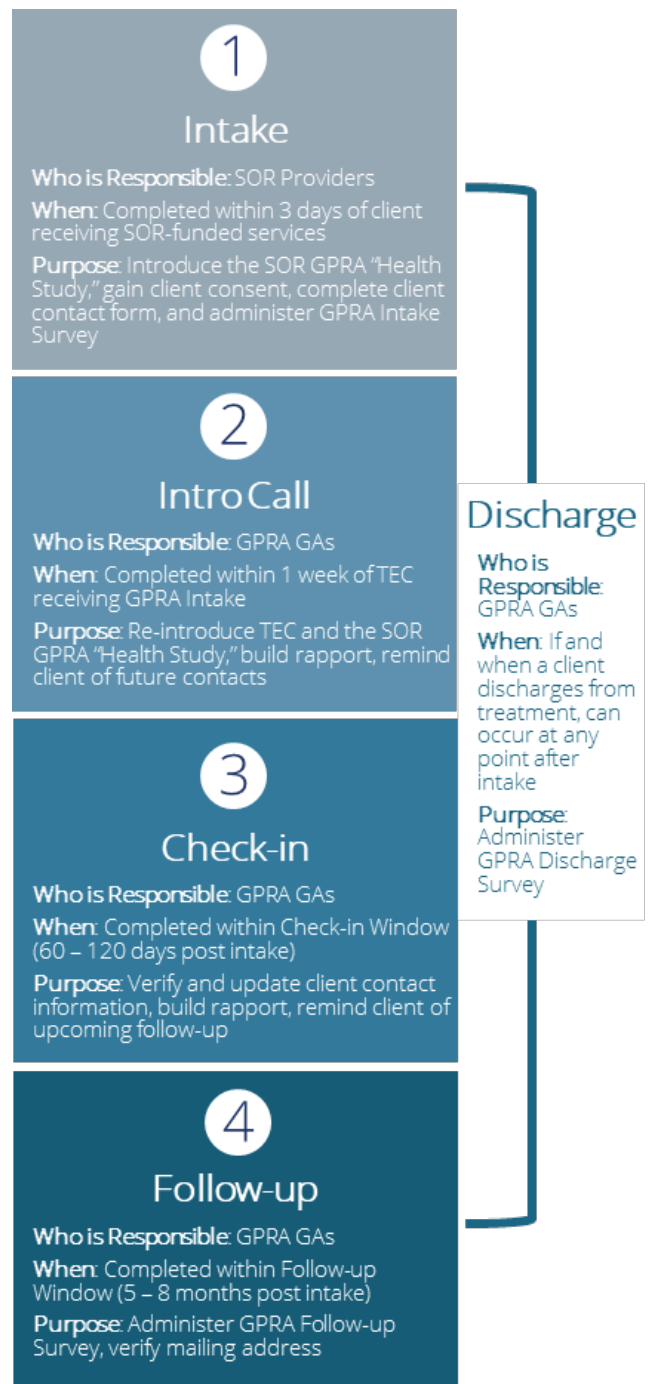 1
Intake
Who is Responsible: SOR Providers
When: Completed within 3 days of client
receiving SOR-funded services
Purpose: Introduce the SOR GPRA “Health
Study,” gain client consent, complete client
contact form, and administer GPRA Intake
Survey
2
Intro Call
Who is Responsible: GPRA GAs
When: Completed within 1 week of TEC
receiving GPRA Intake
Purpose: Re-introduce TEC and the SOR
GPRA “Health Study,” build rapport, remind
client of future contacts
3
Check-in
Who is Responsible: GPRA GAs
When: Completed within Check-in Window
(60 – 120 days post intake)
Purpose: Verify and update client contact
information, build rapport, remind client of
upcoming follow-up
4
Follow-up
Who is Responsible: GPRA GAs
When: Completed within Follow-up
Window (5 – 8 months post intake)
Purpose: Administer GPRA Follow-up
Survey, verify mailing address
Discharge
Who is
Responsible:
GPRA GAs
When: If and
when a client
discharges from
treatment, can
occur at any
point after
intake
Purpose:
Administer
GPRA Discharge
Survey